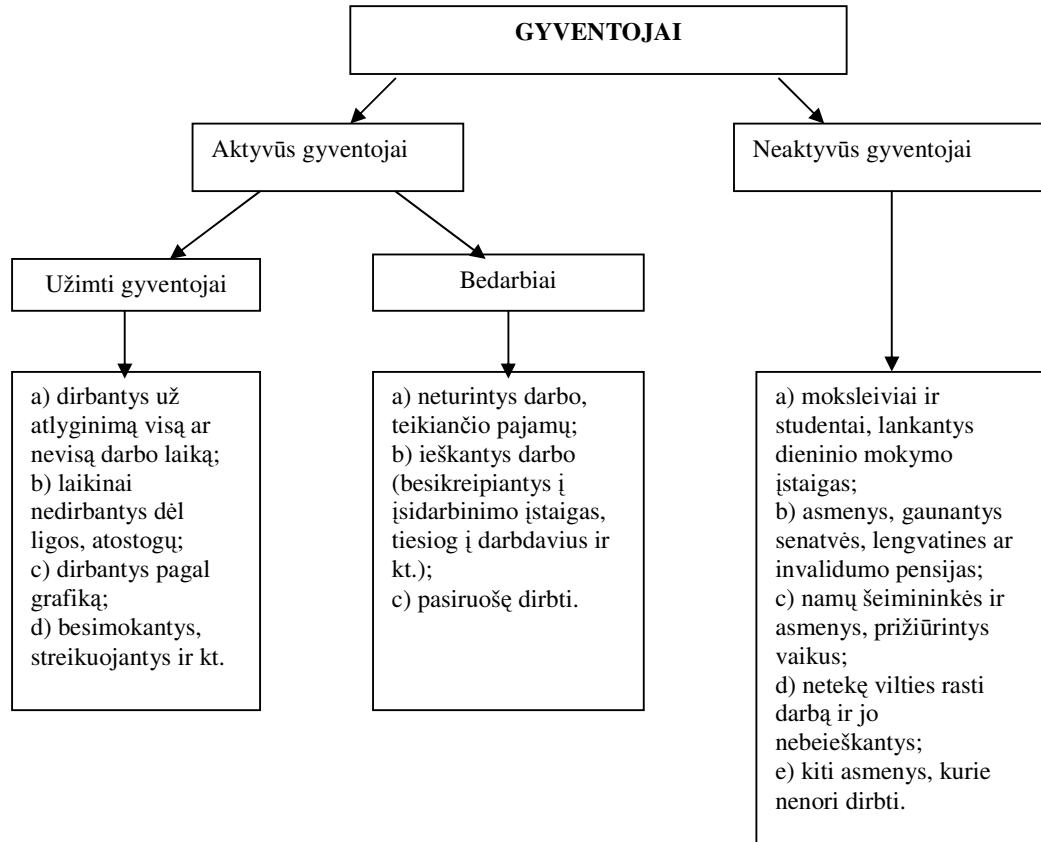 GYVENTOJAI
Aktyvūs gyventojai
Neaktyvūs gyventojai
Užimti gyventojai
Bedarbiai
a) dirbantys už
atlyginimą visą ar
nevisą darbo laiką;
b) laikinai
nedirbantys dėl
ligos, atostogų;
c) dirbantys pagal
grafiką;
d) besimokantys,
streikuojantys ir kt.
a) neturintys darbo,
teikiančio pajamų;
b) ieškantys darbo
(besikreipiantys į
įsidarbinimo įstaigas,
tiesiog į darbdavius ir
kt.);
c) pasiruošę dirbti.
a) moksleiviai ir
studentai, lankantys
dieninio mokymo
įstaigas;
b) asmenys, gaunantys
senatvės, lengvatines ar
invalidumo pensijas;
c) namų šeimininkės ir
asmenys, prižiūrintys
vaikus;
d) netekę vilties rasti
darbą ir jo
nebeieškantys;
e) kiti asmenys, kurie
nenori dirbti.